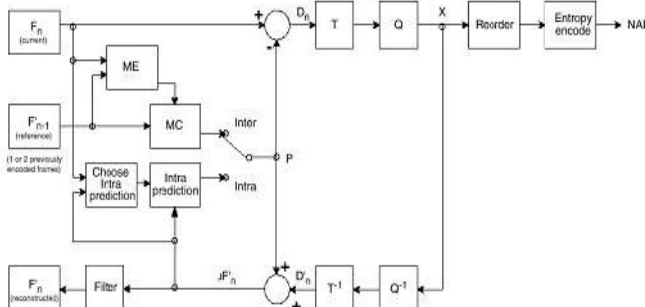 Fn
(current)
+
-
Dn
T
Q
X
Reorder
Entropy
encode
NAL
ME
F'n-1
(reference)
(1 or 2 previously
encoded frames)
MC
Inter
P
Choose
Intra
prediction
Intra
prediction
Intra
F'n
(reconstructed)
Filter
uF'n
+
+
D'n
T-1
Q-1